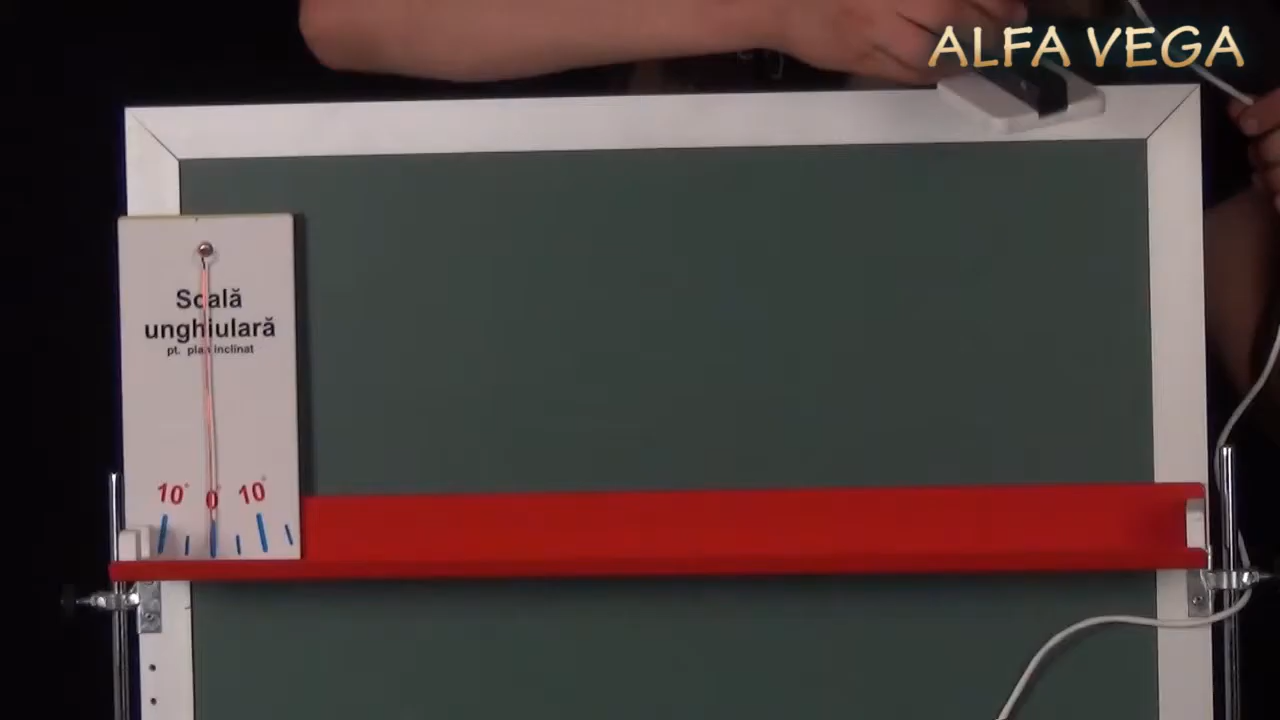 ALFA VEGA
Scală
unghiulară
pt. plan inclinat
10° 0° 10°